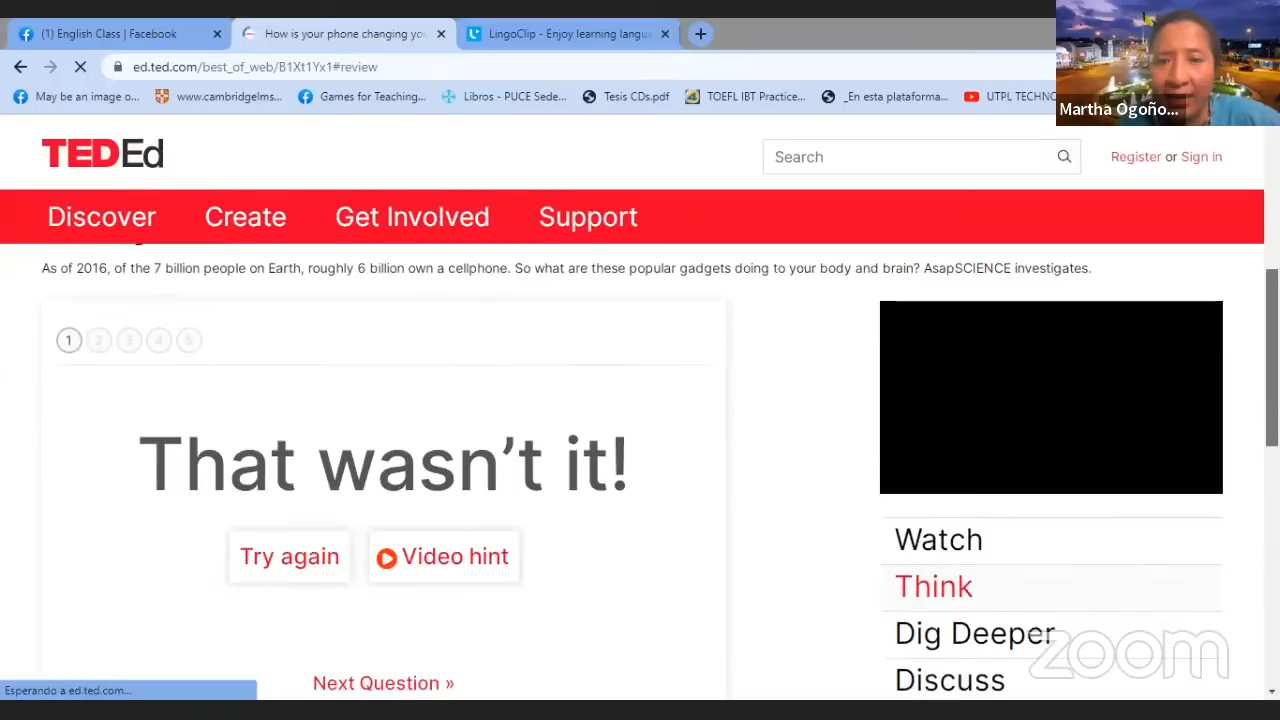 (1) English Class | Facebook
How is your phone changing yo
LingoClip - Enjoy learning langu
ed.ted.com/best_of_web/B1Xt1Yx1#review
May be an image o...
www.cambridgelms...
Games for Teaching...
Libros - PUCE Sede...
Tesis CDs.pdf
TOEFL IBT Practice...
_En esta plataforma...
UTPL TECHNO
Martha Ogoño...
TEDEd
Search
Register or Sign in
Discover
Create
Get Involved
Support
As of 2016, of the 7 billion people on Earth, roughly 6 billion own a cellphone. So what are these popular gadgets doing to your body and brain? AsapSCIENCE investigates.
1 2 3 4 5
That wasn't it!
Try again
Video hint
Next Question »
Watch
Think
Dig Deeper
Discuss
zoom
Esperando a ed.ted.com...